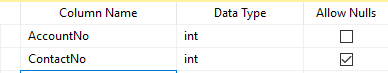 Column Name Data Type Allow Nulls
AccountNo int
ContactNo int